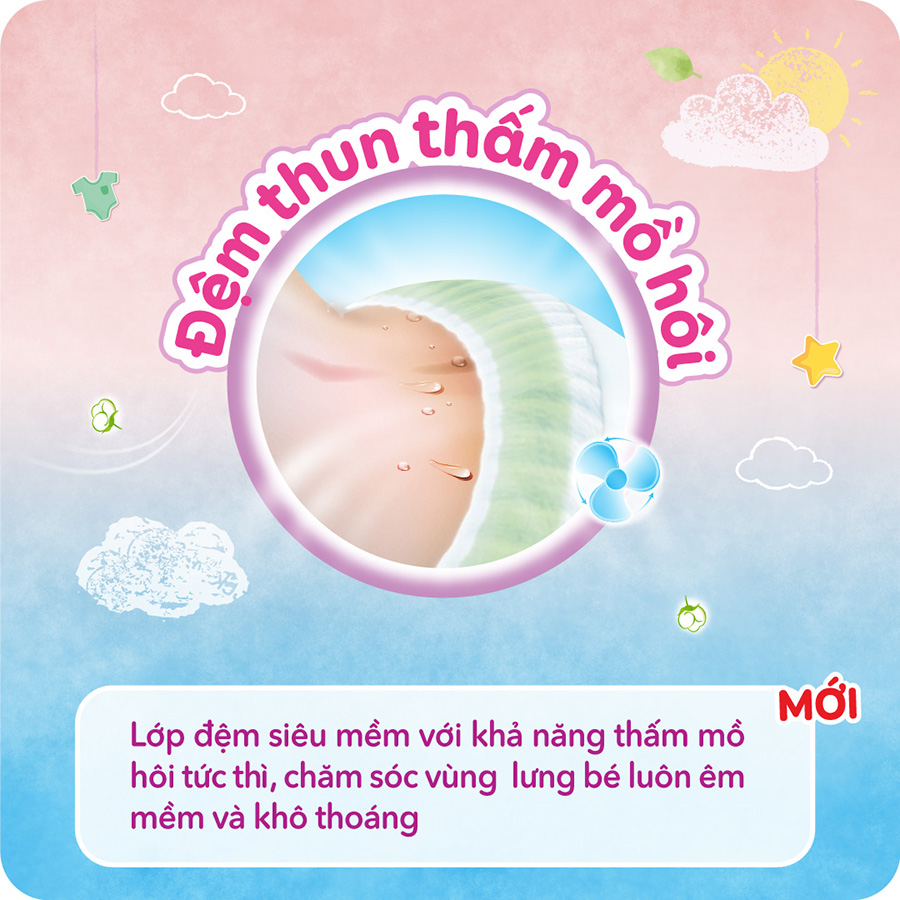 Đệm thun thấm mồ hôi
MỚI
Lớp đệm siêu mềm với khả năng thấm mồ
hôi tức thì, chăm sóc vùng lưng bé luôn êm
mềm và khô thoáng